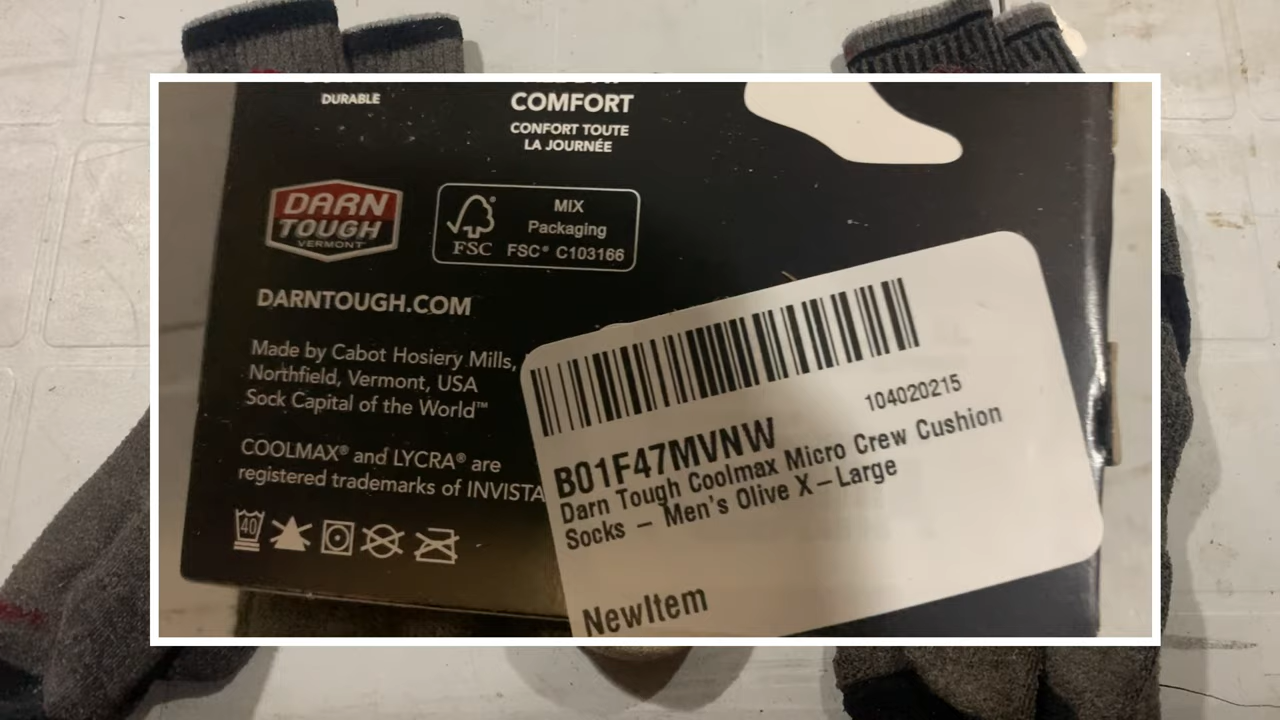 DURABLE
COMFORT
CONFORT TOUTE
LA JOURNÉE
DARN
TOUGH
VERMONT
FSC
MIX
Packaging
FSC® C103166
DARNTOUGH.COM
Made by Cabot Hosiery Mills,
Northfield, Vermont, USA
Sock Capital of the World™
COOLMAX® and LYCRA® are
registered trademarks of INVISTA
40
104020215
B01F47MVNW
Darn Tough Coolmax Micro Crew Cushion
Socks – Men's Olive X–Large
NewItem